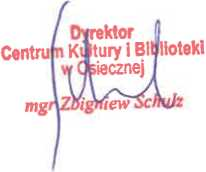 Dyrektor
Centrum Kultury i Biblioteki
w Osiecznej
mgr Zbigniew Schulz